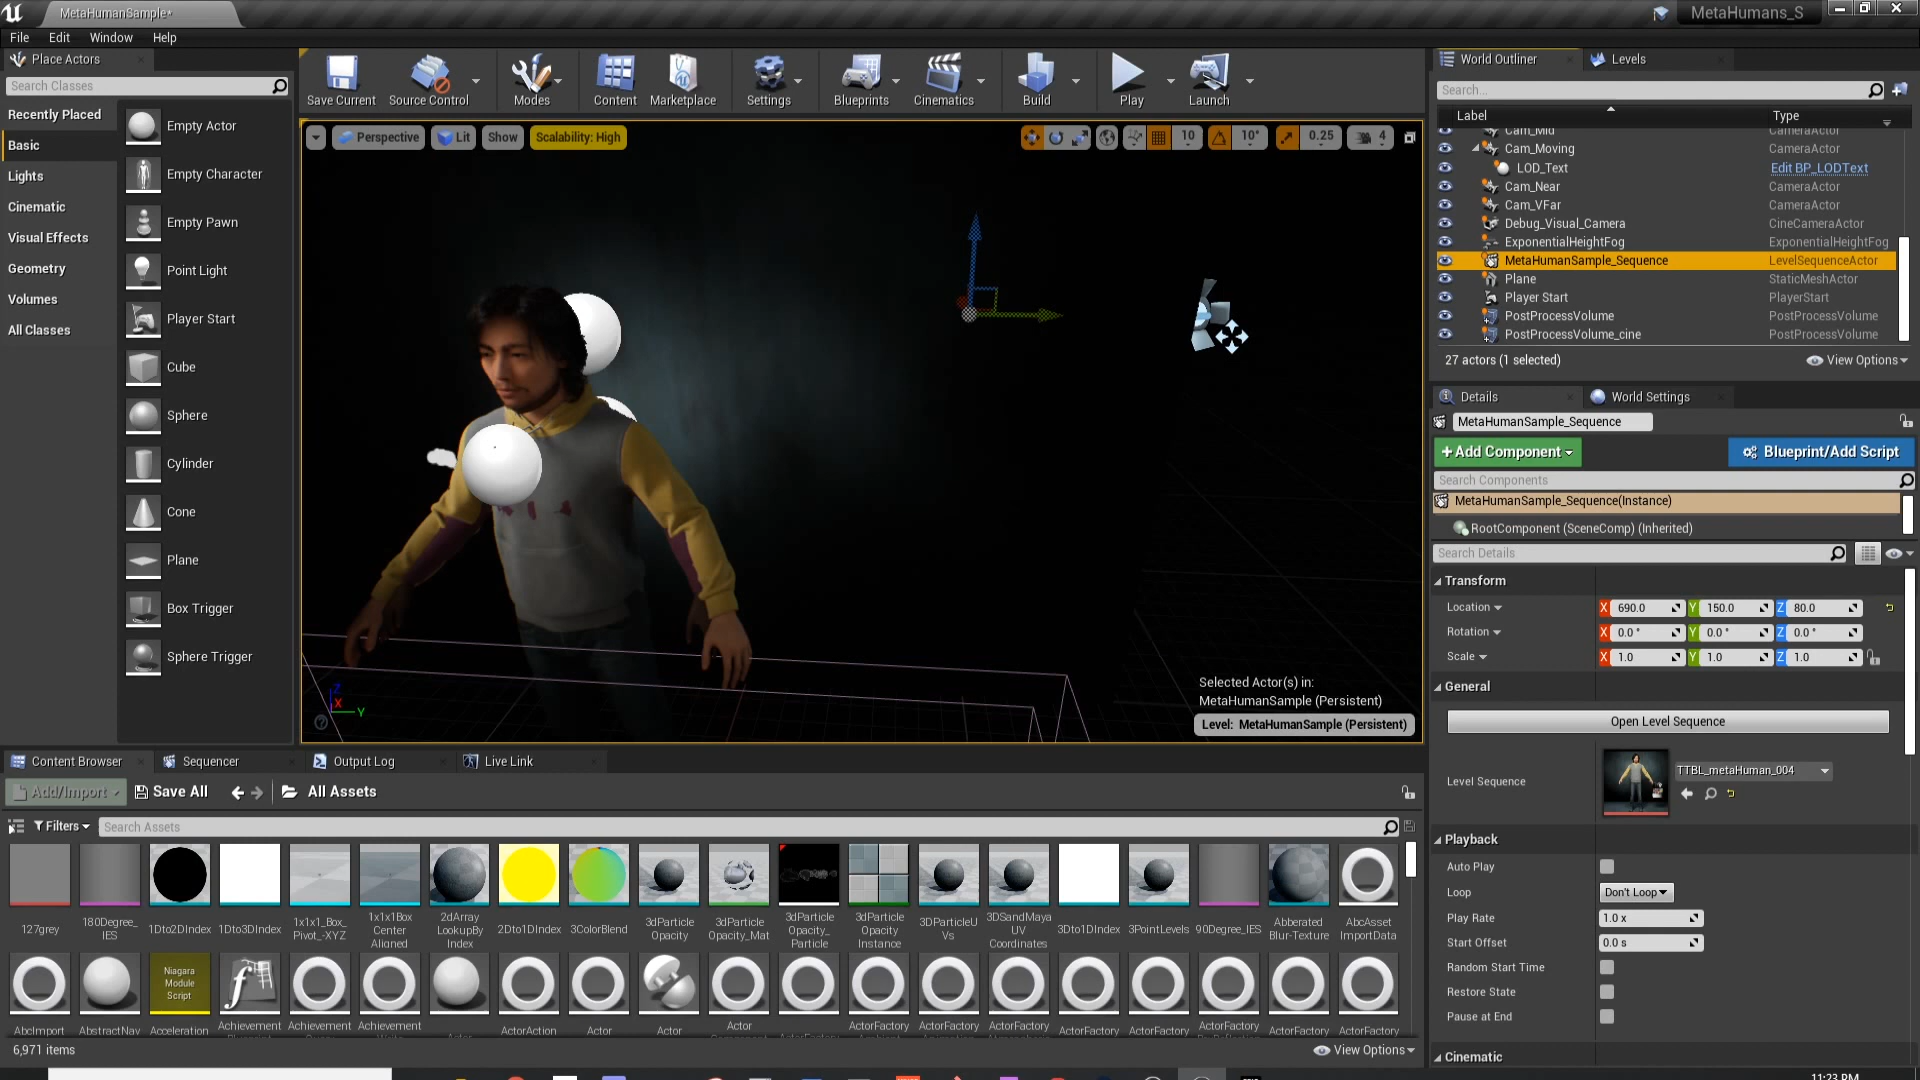 MetaHumanSample*
MetaHumans_S
File Edit Window Help
Place Actors
Search Classes
Recently Placed
Basic
Lights
Cinematic
Visual Effects
Geometry
Volumes
All Classes
Empty Actor
Empty Character
Empty Pawn
Point Light
Player Start
Cube
Sphere
Cylinder
Cone
Plane
Box Trigger
Sphere Trigger
Save Current Source Control Modes Content Marketplace Settings Blueprints Cinematics Build Play Launch
Perspective Lit Show Scalability: High 10 10° 0.25 4
Selected Actor(s) in:
MetaHumanSample (Persistent)
Level: MetaHumanSample (Persistent)
Z
X
Y
World Outliner Levels
Search...
Label Type
Cam_Mid CameraActor
Cam_Moving CameraActor
LOD_Text Edit BP_LODText
Cam_Near CameraActor
Cam_VFar CameraActor
Debug_Visual_Camera CineCameraActor
ExponentialHeightFog ExponentialHeightFog
MetaHumanSample_Sequence LevelSequenceActor
Plane StaticMeshActor
Player Start PlayerStart
PostProcessVolume PostProcessVolume
PostProcessVolume_cine PostProcessVolume
27 actors (1 selected) View Options
Details World Settings
MetaHumanSample_Sequence
+Add Component Blueprint/Add Script
Search Components
MetaHumanSample_Sequence(Instance)
RootComponent (SceneComp) (Inherited)
Search Details
Transform
Location X 690.0 Y 150.0 Z 80.0
Rotation X 0.0° Y 0.0° Z 0.0°
Scale X 1.0 Y 1.0 Z 1.0
General
Open Level Sequence
Level Sequence TTBL_metaHuman_004
Playback
Auto Play
Loop Don't Loop
Play Rate 1.0 x
Start Offset 0.0 s
Random Start Time
Restore State
Pause at End
Cinematic
Content Browser Sequencer Output Log Live Link
Add/Import Save All All Assets
Filters Search Assets
127grey
180Degree_
IES
1Dto2DIndex
1Dto3DIndex
1x1x1_Box_
Pivot_-XYZ
1x1x1Box
Center
Aligned
2dArray
LookupBy
Index
2Dto1DIndex
3ColorBlend
3dParticle
Opacity
3dParticle
Opacity_Mat
3dParticle
Opacity_
Particle
3dParticle
Opacity
Instance
3DParticleU
Vs
3DSandMaya
UV
Coordinates
3Dto1DIndex
3PointLevels
90Degree_IES
Abberated
Blur-Texture
AbcAsset
ImportData
Niagara
Module
Script
AbcImport
AbstractNav
Acceleration
Achievement
Achievement
Achievement
ActorAction
Actor
Actor
Actor
ActorFactory
ActorFactory
ActorFactory
ActorFactory
ActorFactory
ActorFactory
ActorFactory
ActorFactory
6,971 items View Options
11:23 PM